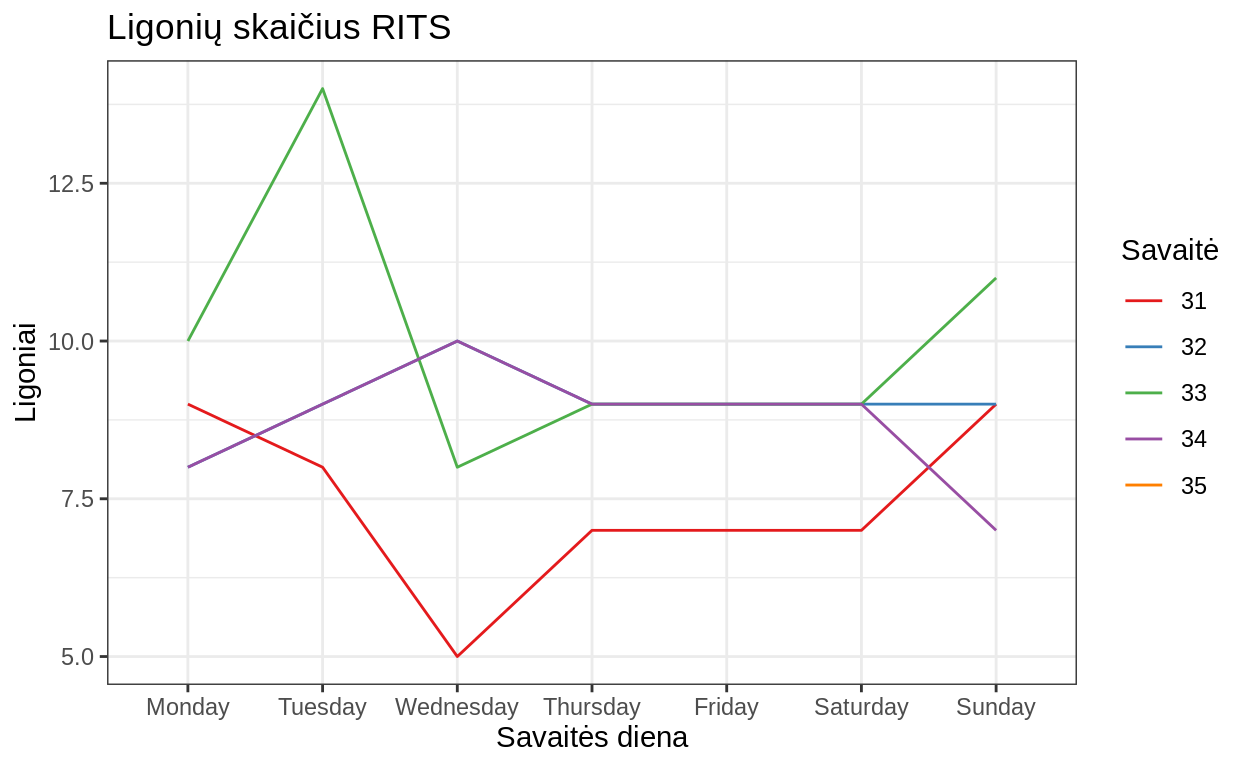 Ligonių skaičius RITS
12.5
10.0
7.5
5.0
Ligoniai
Monday Tuesday Wednesday Thursday Friday Saturday Sunday
Savaitės diena
Savaitė
31
32
33
34
35